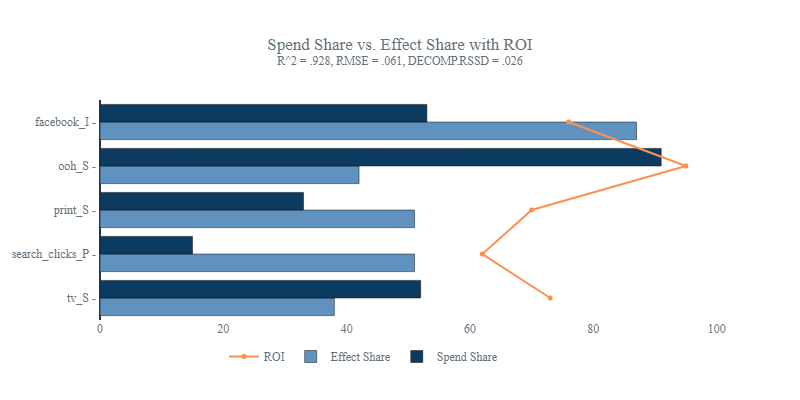 Spend Share vs. Effect Share with ROI
R^2 = .928, RMSE = .061, DECOMP.RSSD = .026
facebook_I
ooh_S
print_S
search_clicks_P
tv_S
0 20 40 60 80 100
ROI Effect Share Spend Share